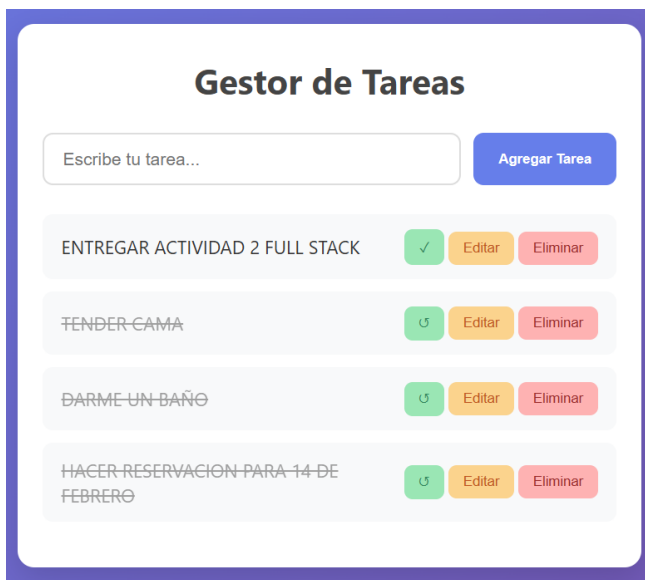 Gestor de Tareas
Escribe tu tarea...
Agregar Tarea
ENTREGAR ACTIVIDAD 2 FULL STACK
✓
Editar
Eliminar
TENDER CAMA
↺
Editar
Eliminar
DARME UN BAÑO
↺
Editar
Eliminar
HACER RESERVACION PARA 14 DE
FEBRERO
↺
Editar
Eliminar